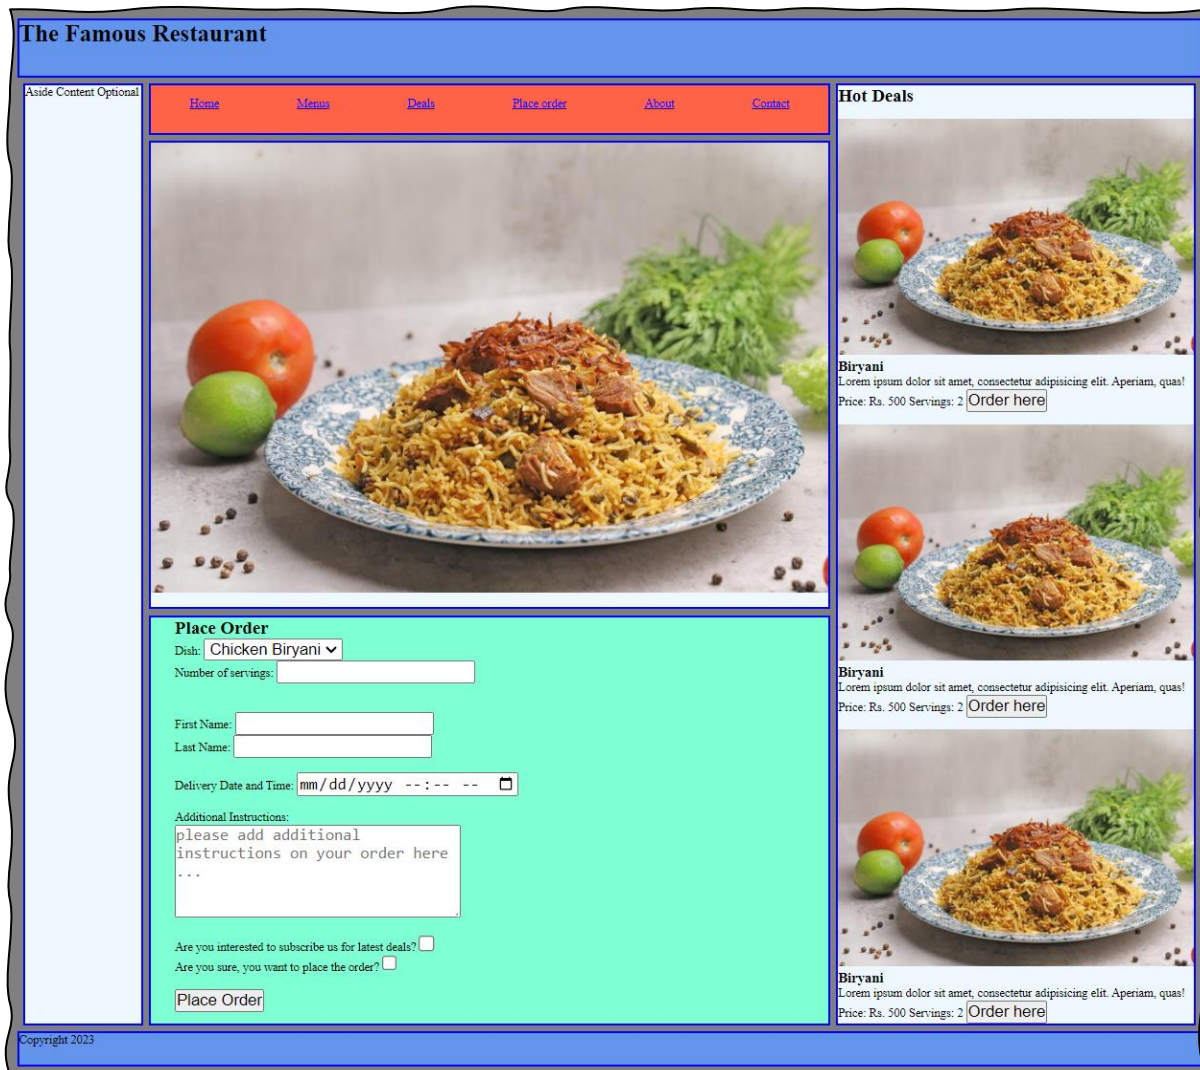 The Famous Restaurant
Aside Content Optional
Home Menus Deals Place order About Contact
Place Order
Dish: Chicken Biryani
Number of servings:
First Name:
Last Name:
Delivery Date and Time: mm/dd/yyyy --:-- --
Additional Instructions:
please add additional
instructions on your order here
...
Are you interested to subscribe us for latest deals?
Are you sure, you want to place the order?
Place Order
Hot Deals
Biryani
Lorem ipsum dolor sit amet, consectetur adipisicing elit. Aperiam, quas!
Price: Rs. 500 Servings: 2 Order here
Biryani
Lorem ipsum dolor sit amet, consectetur adipisicing elit. Aperiam, quas!
Price: Rs. 500 Servings: 2 Order here
Biryani
Lorem ipsum dolor sit amet, consectetur adipisicing elit. Aperiam, quas!
Price: Rs. 500 Servings: 2 Order here
Copyright 2023